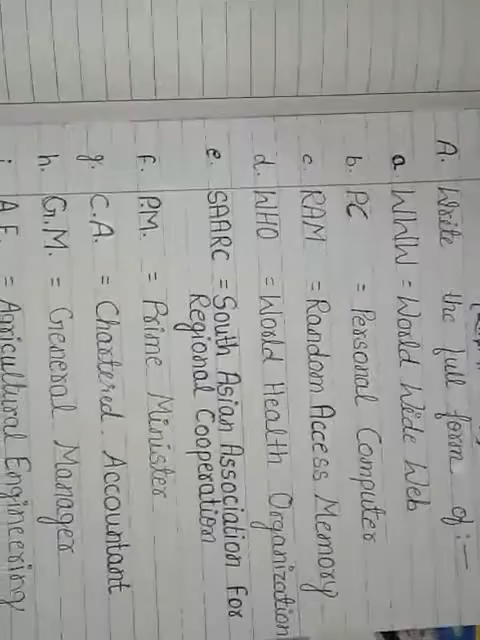 A. Write the full form of :-
a. WWW = World Wide Web
b. PC = Personal Computer
c. RAM = Random Access Memory
d. WHO = World Health Organization
e. SAARC = South Asian Association For
Regional Cooperation
f. P.M. = Prime Minister
g. C.A. = Chartered Accountant
h. G.M. = General Manager
i. A.E. = Agricultural Engineering